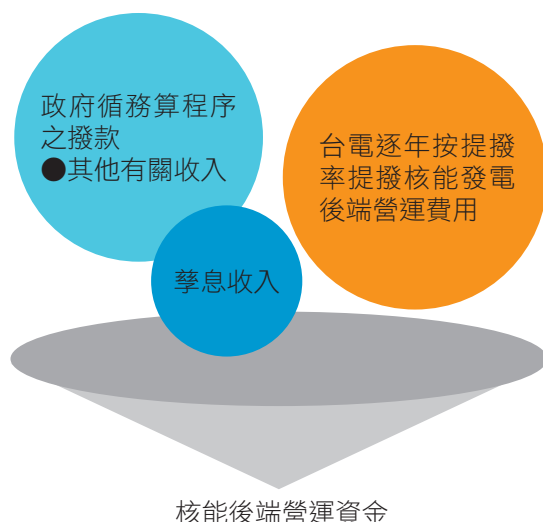 政府循務算程序
之撥款
●其他有關收入
台電逐年按提撥
率提撥核能發電
後端營運費用
孳息收入
核能後端營運資金